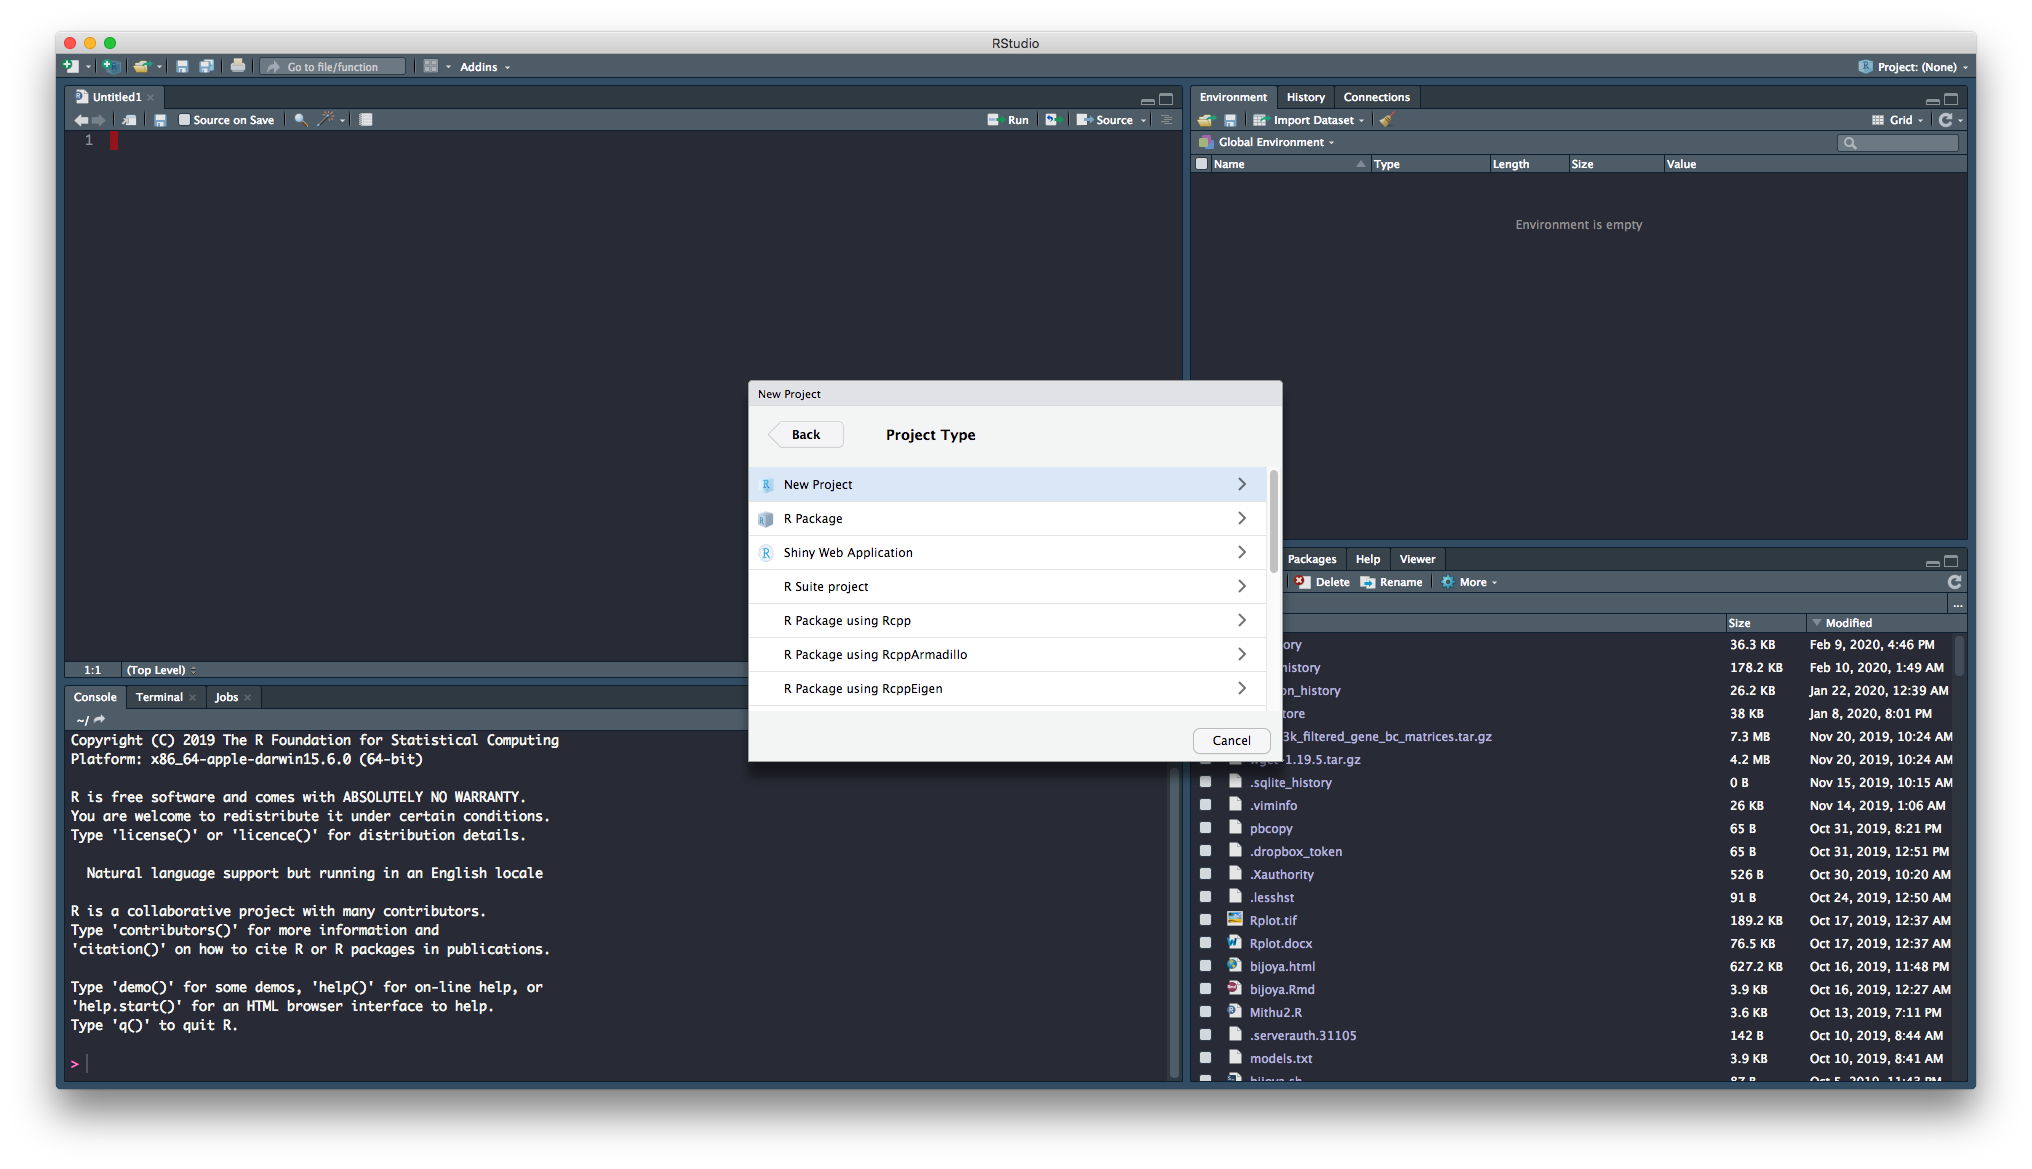 RStudio
Go to file/function
Addins
Project: (None)
Untitled1
Source on Save
Run
Source
1
1:1
(Top Level)
Console
Terminal
Jobs
~/
Copyright (C) 2019 The R Foundation for Statistical Computing
Platform: x86_64-apple-darwin15.6.0 (64-bit)
R is free software and comes with ABSOLUTELY NO WARRANTY.
You are welcome to redistribute it under certain conditions.
Type 'license()' or 'licence()' for distribution details.
Natural language support but running in an English locale
R is a collaborative project with many contributors.
Type 'contributors()' for more information and
'citation()' on how to cite R or R packages in publications.
Type 'demo()' for some demos, 'help()' for on-line help, or
'help.start()' for an HTML browser interface to help.
Type 'q()' to quit R.
>
New Project
Back
Project Type
New Project
R Package
Shiny Web Application
R Suite project
R Package using Rcpp
R Package using RcppArmadillo
R Package using RcppEigen
Cancel
Environment
History
Connections
Import Dataset
Grid
Global Environment
Name
Type
Length
Size
Value
Environment is empty
Packages
Help
Viewer
Delete
Rename
More
...
Size
Modified
ory 36.3 KB Feb 9, 2020, 4:46 PM
history 178.2 KB Feb 10, 2020, 1:49 AM
on_history 26.2 KB Jan 22, 2020, 12:39 AM
tore 38 KB Jan 8, 2020, 8:01 PM
3k_filtered_gene_bc_matrices.tar.gz 7.3 MB Nov 20, 2019, 10:24 AM
wget-1.19.5.tar.gz 4.2 MB Nov 20, 2019, 10:24 AM
.sqlite_history 0 B Nov 15, 2019, 10:15 AM
.viminfo 26 KB Nov 14, 2019, 1:06 AM
pbcopy 65 B Oct 31, 2019, 8:21 PM
.dropbox_token 65 B Oct 31, 2019, 12:51 PM
.Xauthority 526 B Oct 30, 2019, 10:20 AM
.lesshst 91 B Oct 24, 2019, 12:50 AM
Rplot.tif 189.2 KB Oct 17, 2019, 12:37 AM
Rplot.docx 76.5 KB Oct 17, 2019, 12:37 AM
bijoya.html 627.2 KB Oct 16, 2019, 11:48 PM
bijoya.Rmd 3.9 KB Oct 16, 2019, 12:27 AM
Mithu2.R 3.6 KB Oct 13, 2019, 7:11 PM
.serverauth.31105 142 B Oct 10, 2019, 8:44 AM
models.txt 3.9 KB Oct 10, 2019, 8:41 AM
bijoya.sh 87 B Oct 5, 2019, 11:43 PM